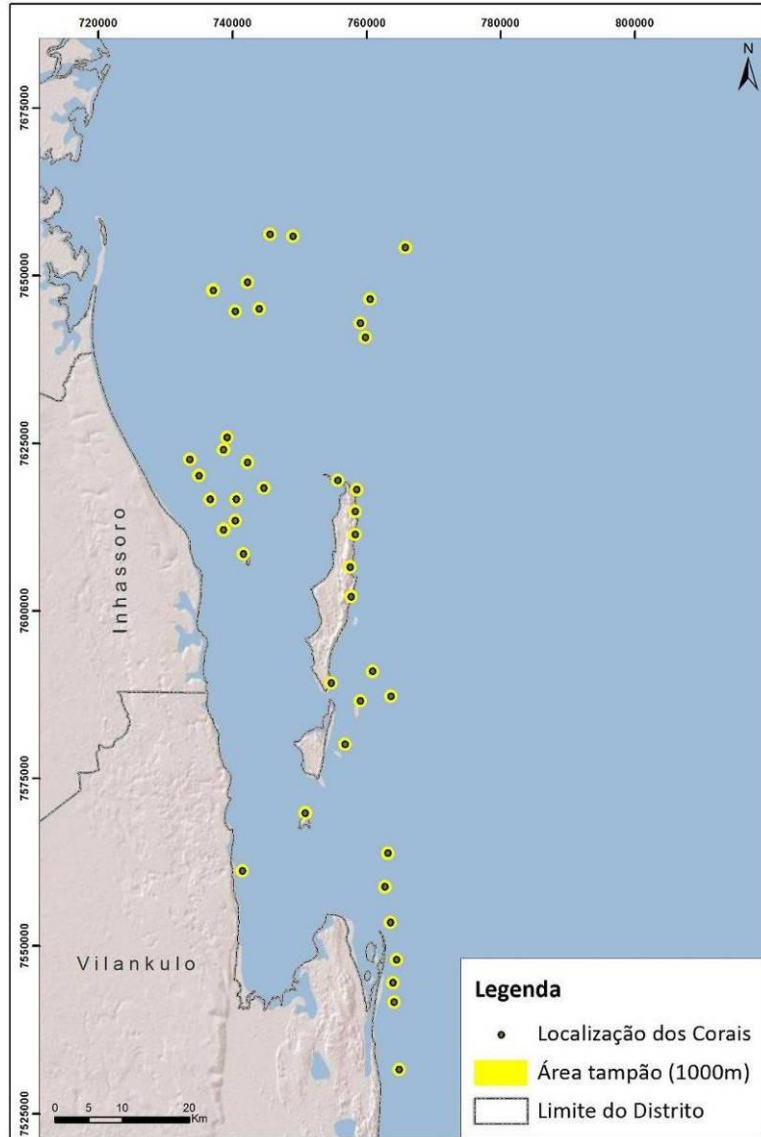 720000 740000 760000 780000 800000
N
7675000
7650000
7625000
7600000
7575000
7550000
7525000
Inhassoro
Vilankulo
0 5 10 20
Km
Legenda
Localização dos Corais
Área tampão (1000m)
Limite do Distrito